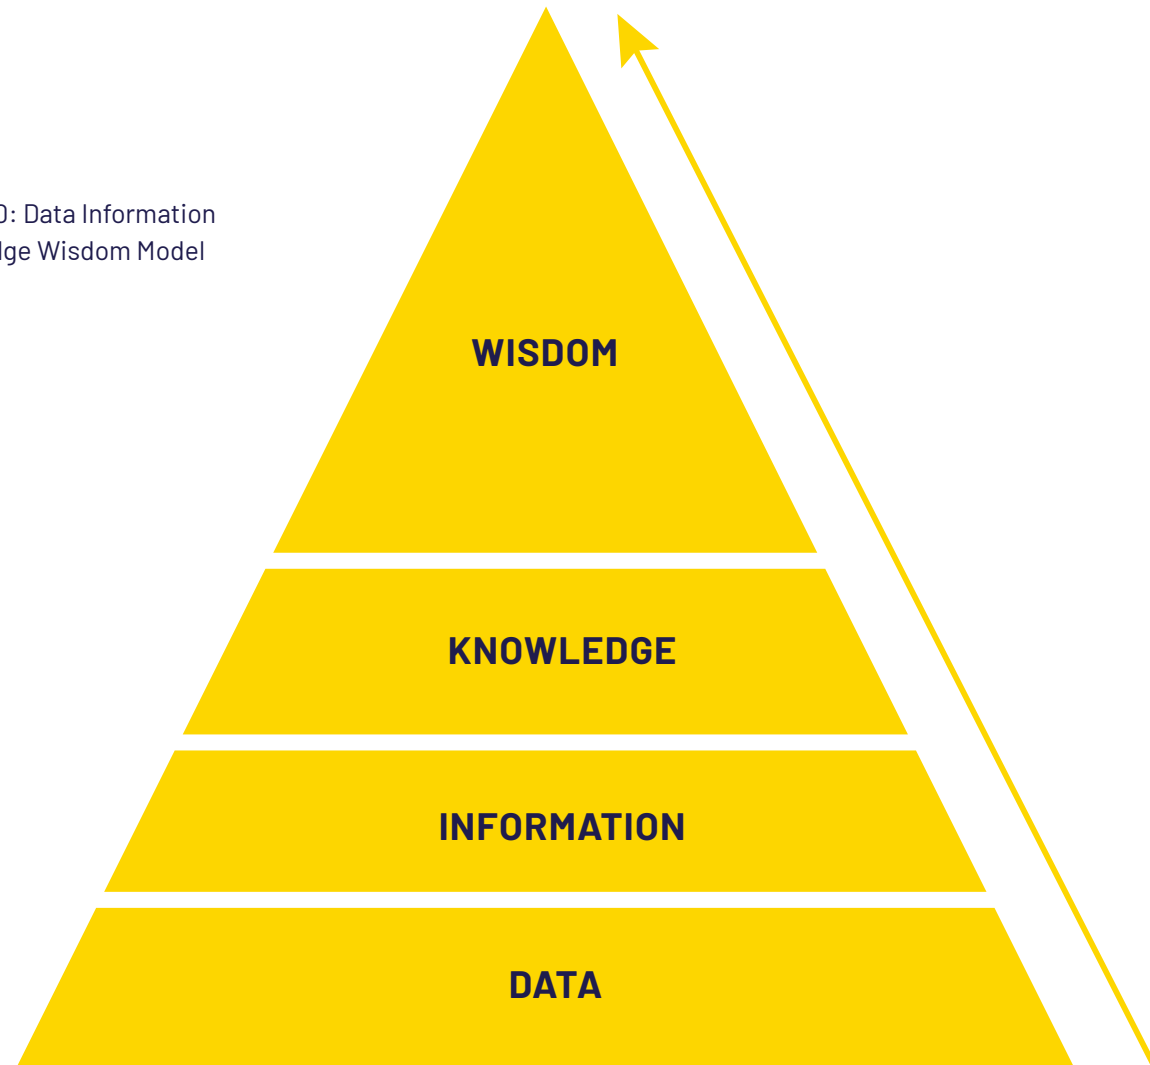 : Data Information
Wisdom Model
WISDOM
KNOWLEDGE
INFORMATION
DATA